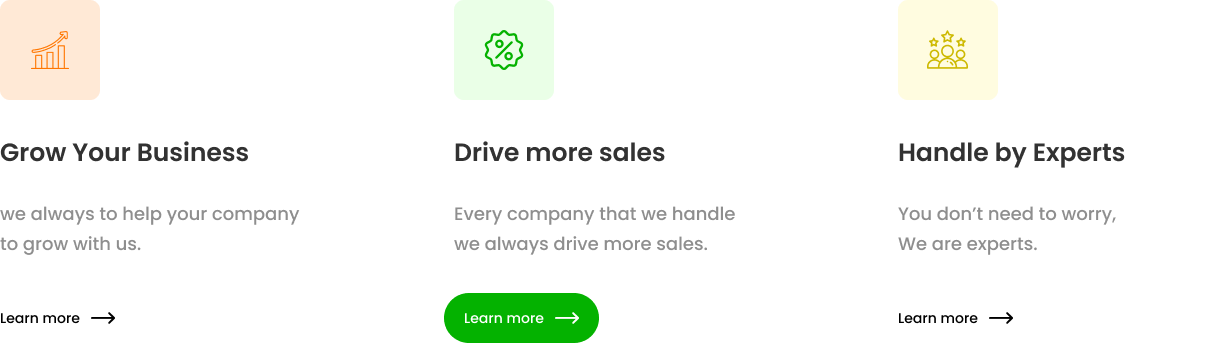 Grow Your Business
we always to help your company
to grow with us.
Learn more
Drive more sales
Every company that we handle
we always drive more sales.
Learn more
Handle by Experts
You don’t need to worry,
We are experts.
Learn more